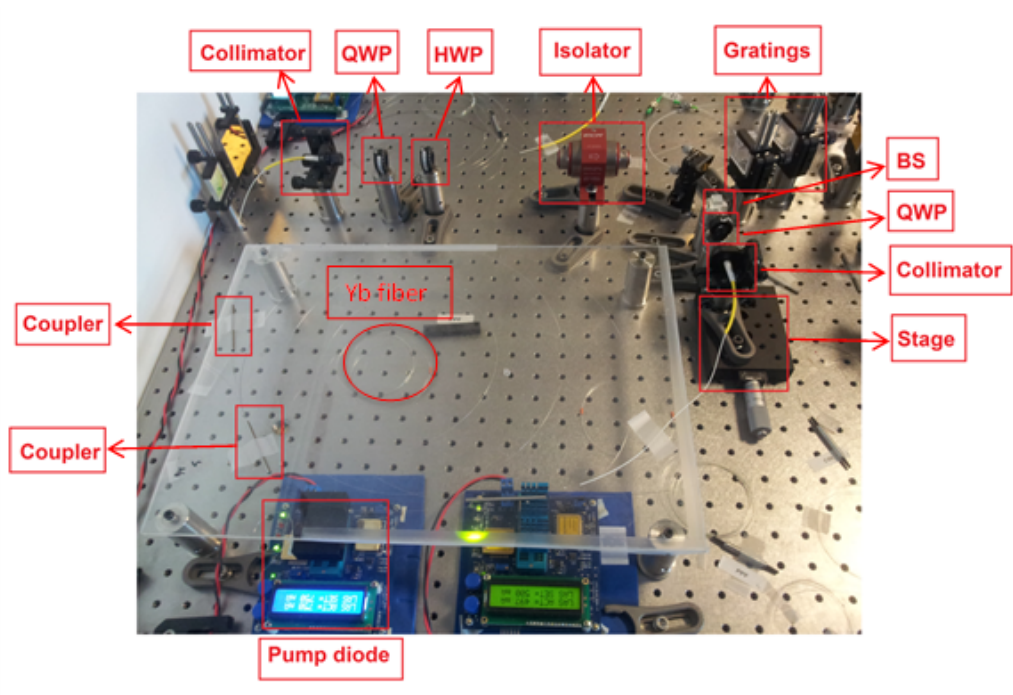 Collimator
QWP
HWP
Isolator
Gratings
BS
QWP
Collimator
Yb fiber
Coupler
Stage
Coupler
Pump diode